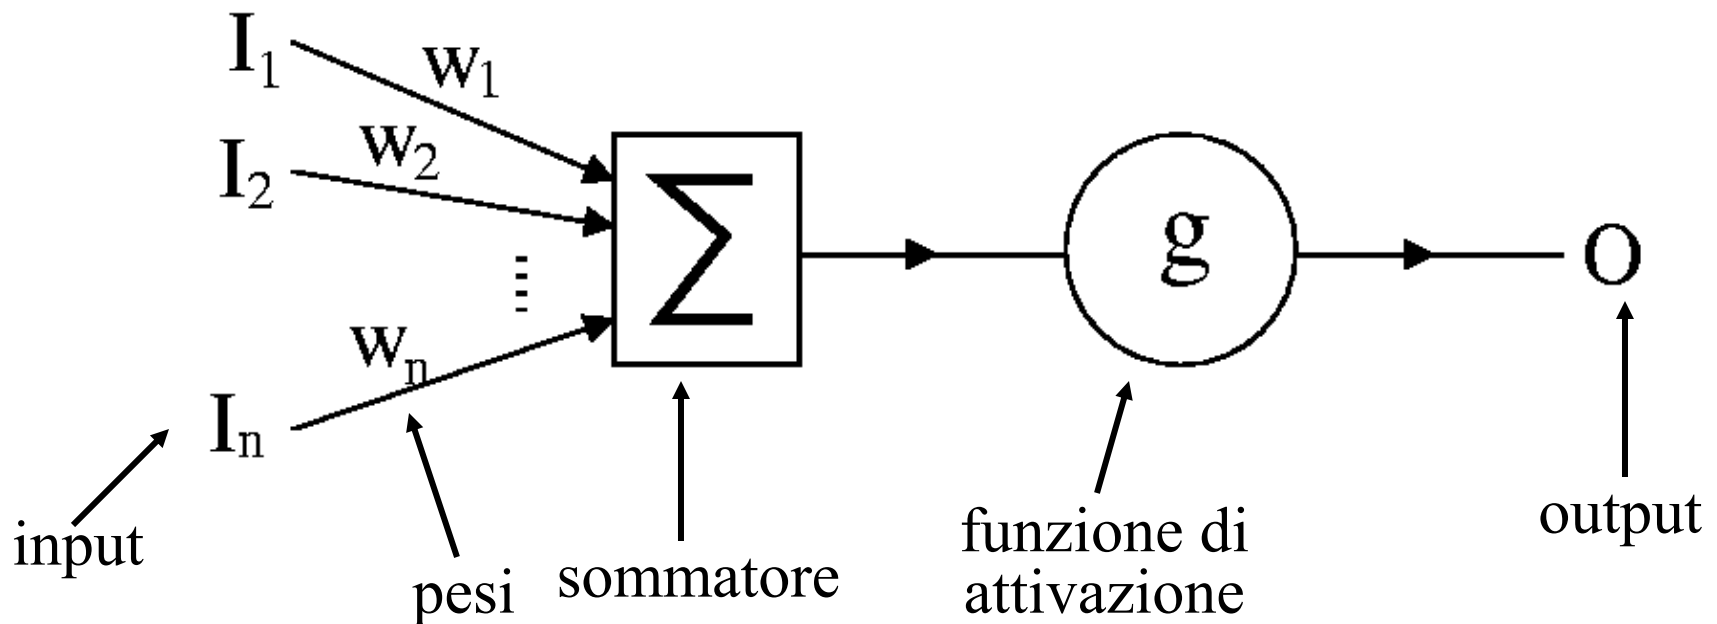 I1
w1
I2
w2
∑
g
O
wn
In
input
pesi
sommatore
funzione di
attivazione
output